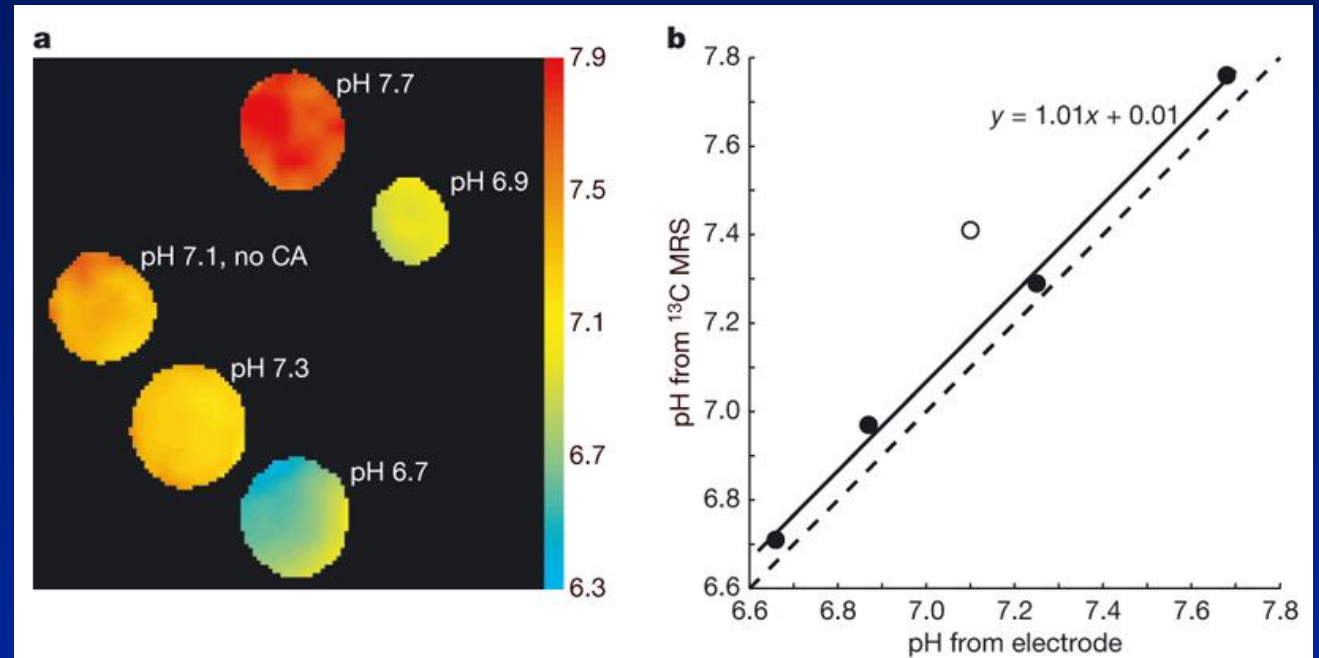 a
pH 7.7
pH 6.9
pH 7.1, no CA
pH 7.3
pH 6.7
7.9
7.5
7.1
6.7
6.3
b
y = 1.01x + 0.01
pH from ¹³C MRS
7.8
7.6
7.4
7.2
7.0
6.8
6.6
6.6 6.8 7.0 7.2 7.4 7.6 7.8
pH from electrode